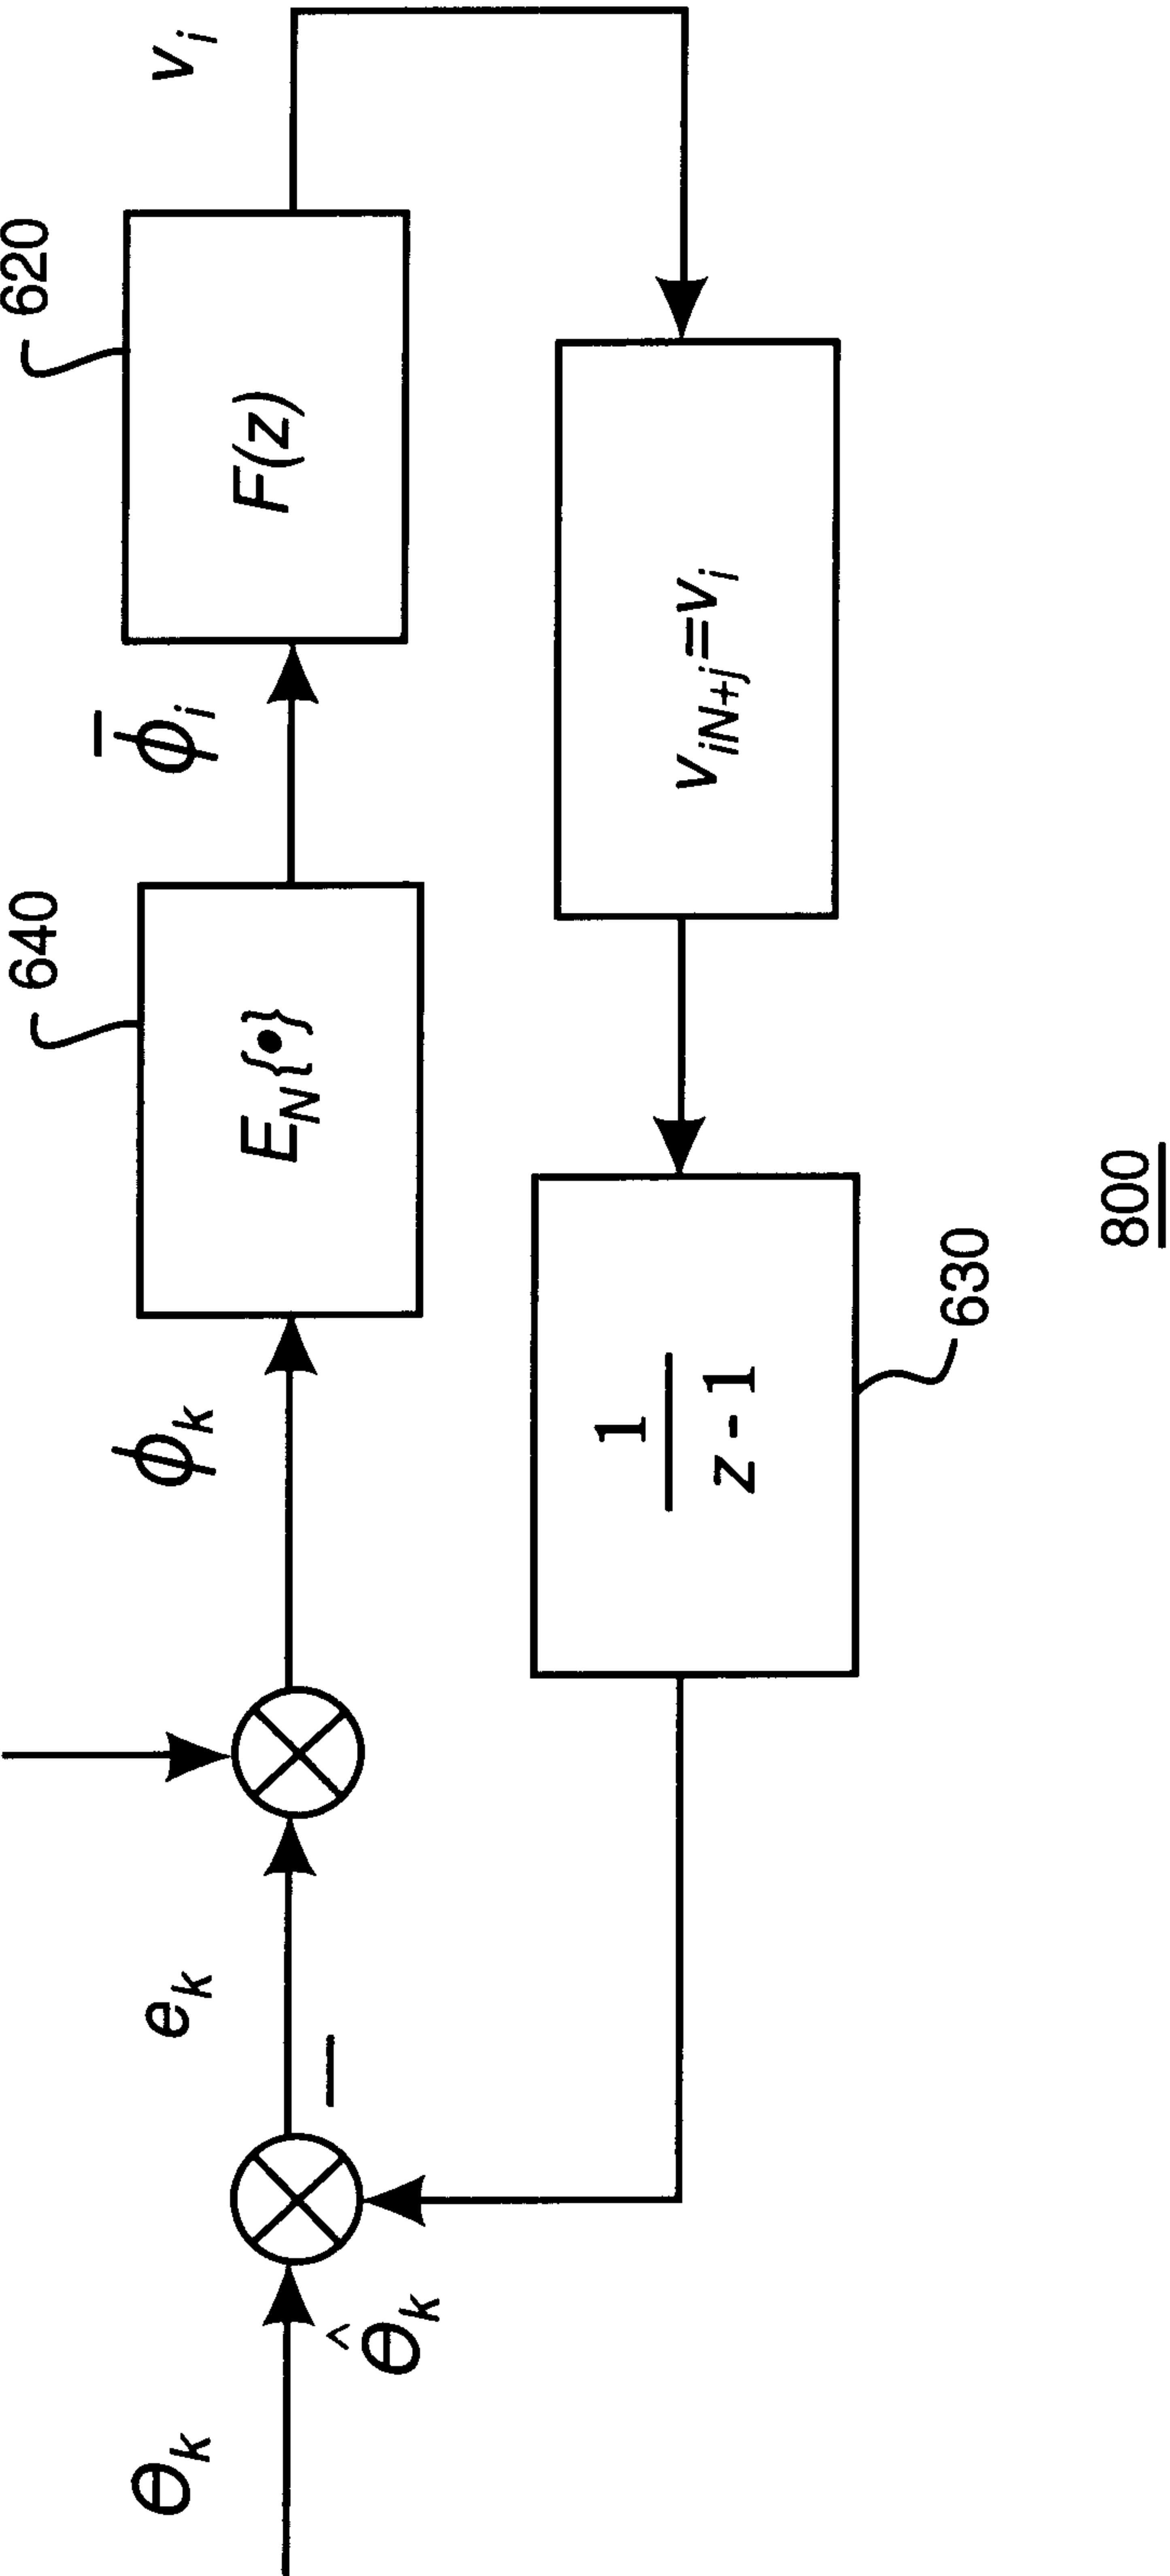 620
640
v_i
ϕ̄_i
ϕ_k
e_k
θ_k
F(z)
E_N{•}
−
θ̂_k
v_{iN+j}=v_i
1
z - 1
630
800